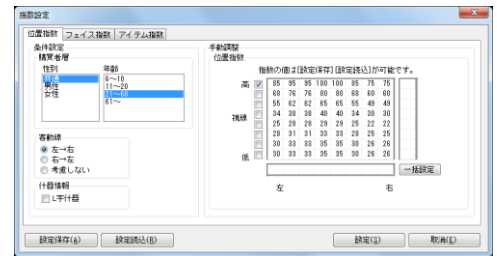 指数設定
位置指数 フェイス指数 アイテム指数
条件設定
購買者層
性別 年齢
共通 6～10
男性 11～20
女性 21～60
61～
客動線
左→右
右→左
考慮しない
什器情報
L字什器
手動調整
位置指数
指数の値は[設定保存] [設定読込]が可能です。
高 85 95 95 100 100 85 75 75
68 76 76 80 80 68 60 60
55 62 62 65 65 55 49 49
視線 34 38 38 40 40 34 30 30
25 28 28 29 29 25 22 22
28 31 31 33 33 28 25 25
30 33 33 35 35 30 26 26
低 30 33 33 35 35 30 26 26
一括設定
左 右
設定保存(A) 設定読込(B) 設定(S) 取消(E)